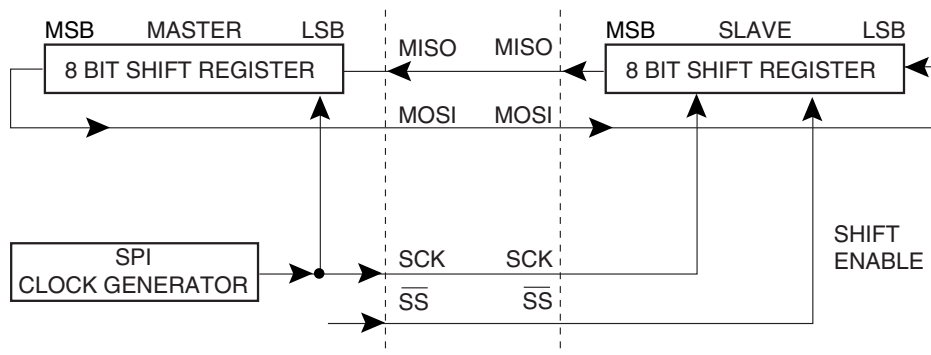 MSB MASTER LSB
8 BIT SHIFT REGISTER
MISO MISO
MSB SLAVE LSB
8 BIT SHIFT REGISTER
MOSI MOSI
SPI
CLOCK GENERATOR
SCK SCK
SS SS
SHIFT
ENABLE